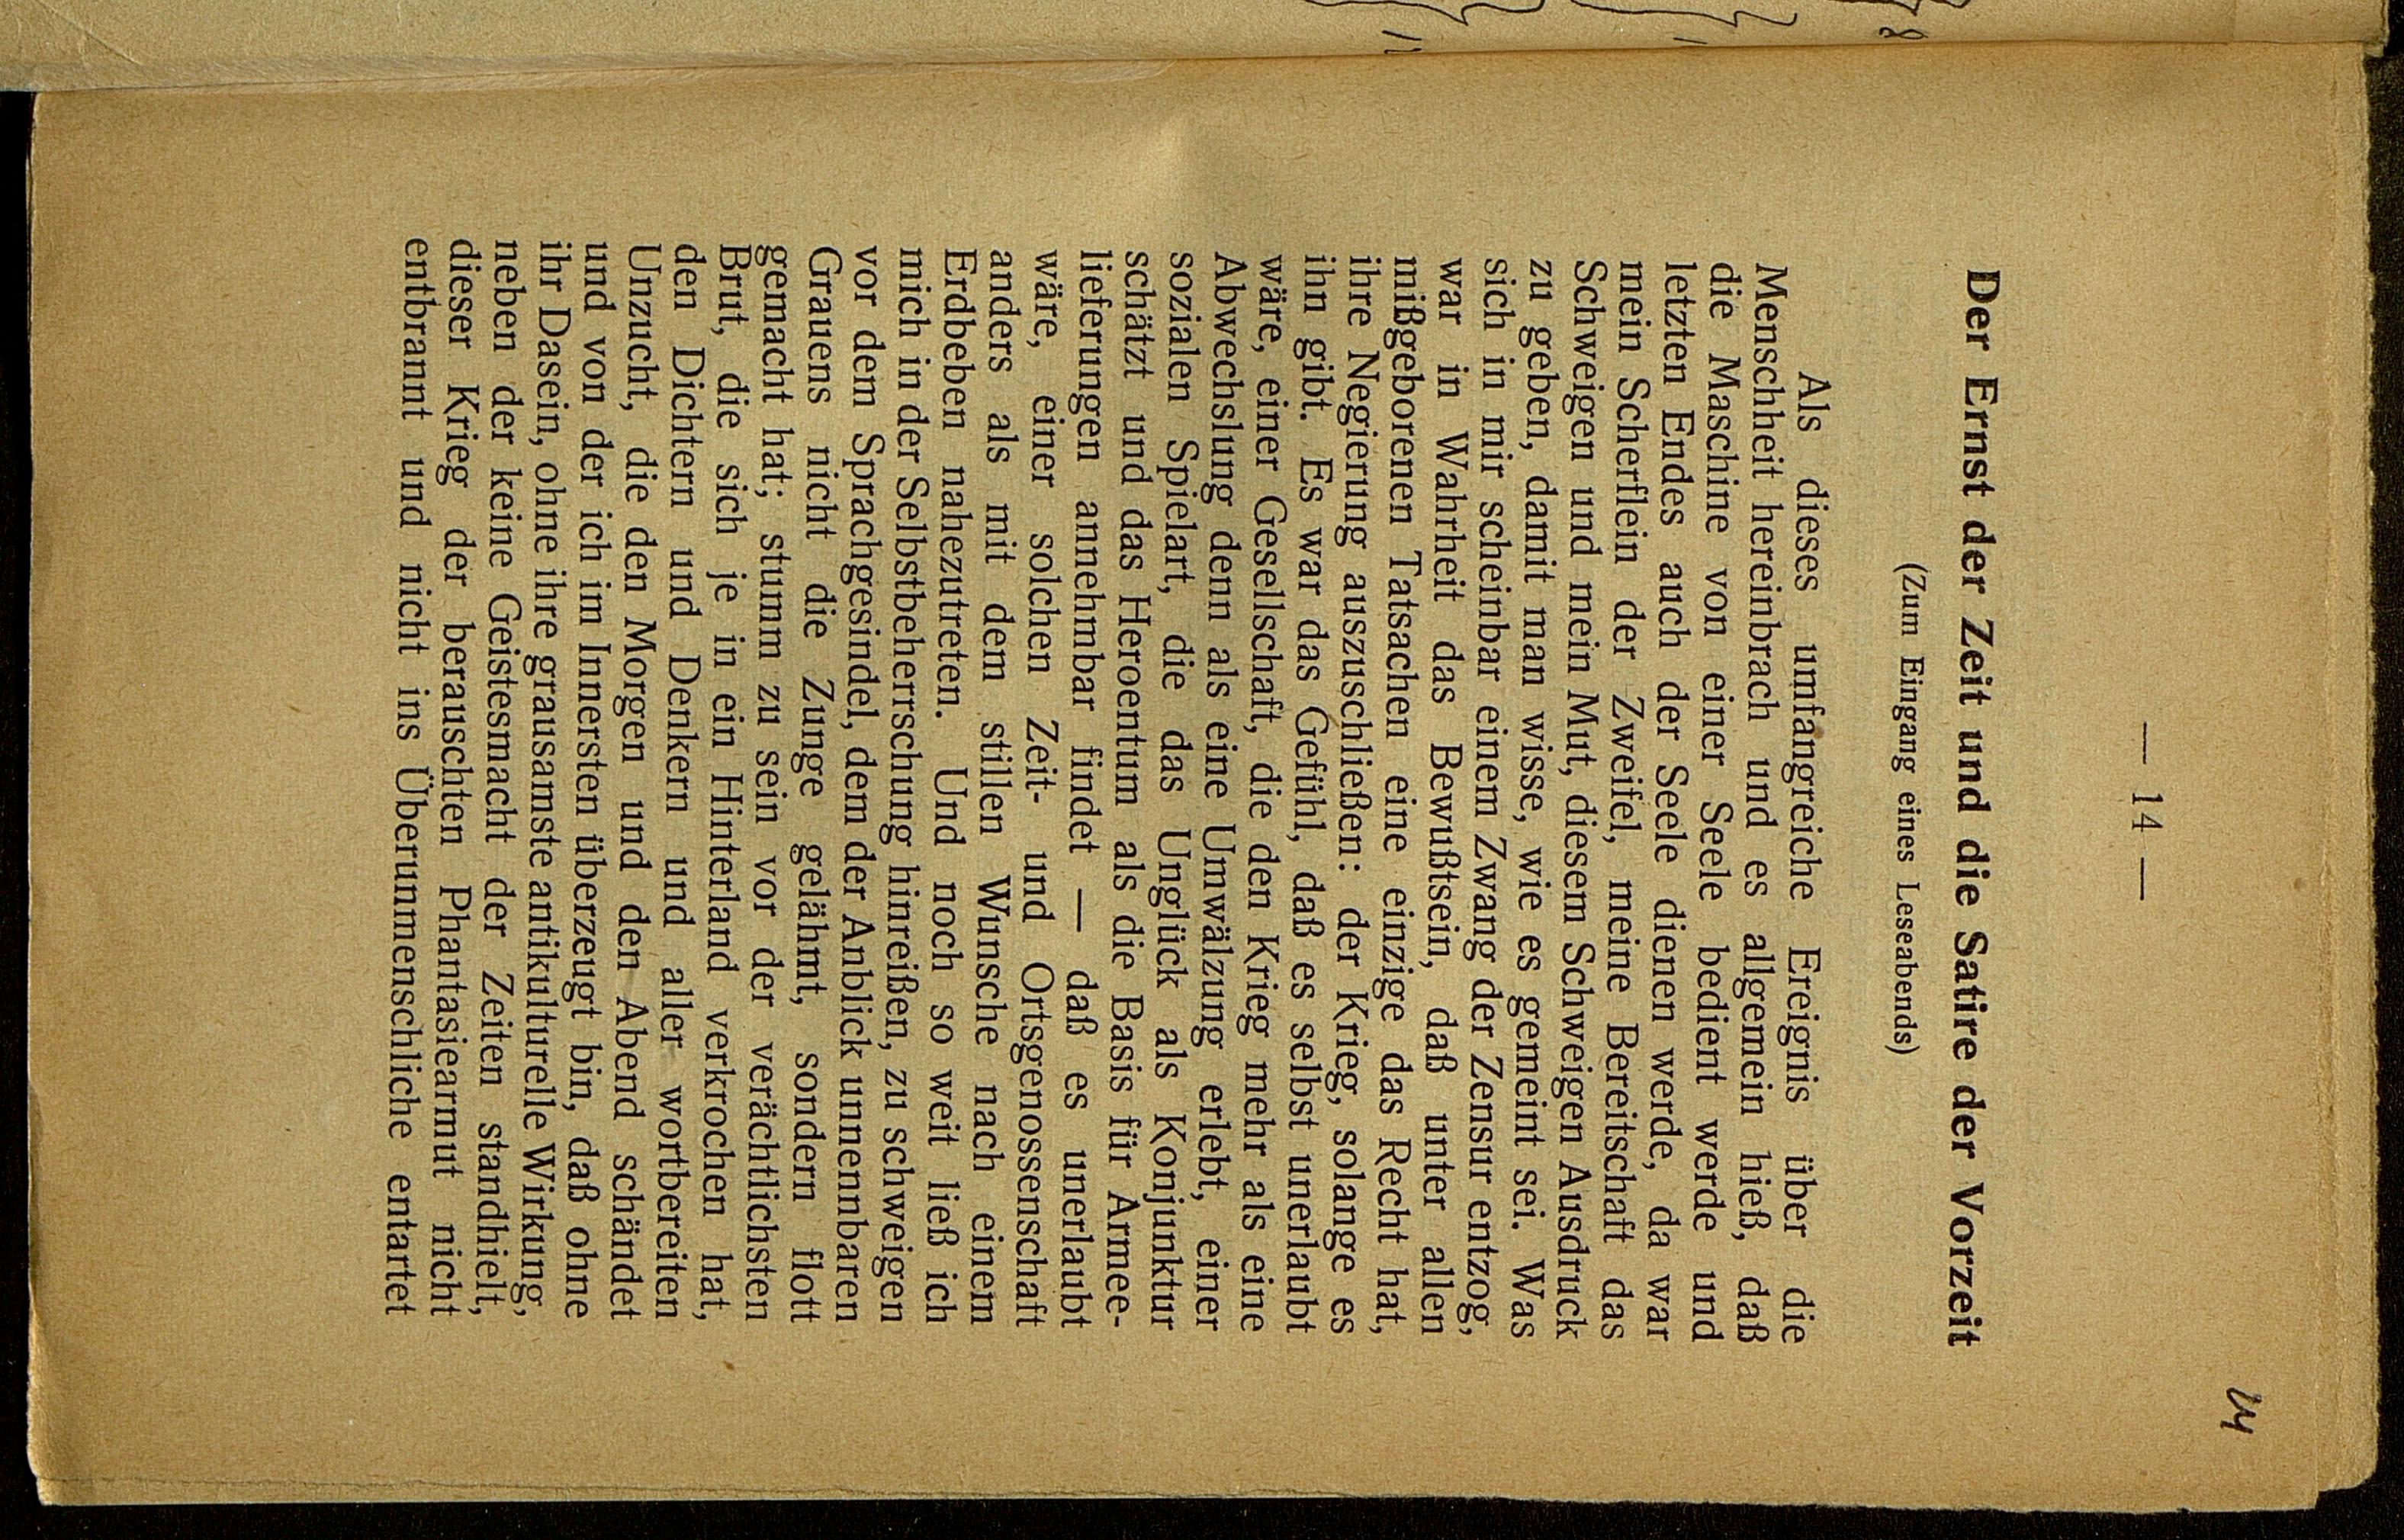 — 14 —
Der Ernst der Zeit und die Satire der Vorzeit
(Zum Eingang eines Leseabends)
Als dieses umfangreiche Ereignis über die
Menschheit hereinbrach und es allgemein hieß, daß
die Maschine von einer Seele bedient werde und
letzten Endes auch der Seele dienen werde, da war
mein Scherflein der Zweifel, meine Bereitschaft das
Schweigen und mein Mut, diesem Schweigen Ausdruck
zu geben, damit man wisse, wie es gemeint sei. Was
sich in mir scheinbar einem Zwang der Zensur entzog,
war in Wahrheit das Bewußtsein, daß unter allen
mißgeborenen Tatsachen eine einzige das Recht hat,
ihre Negierung auszuschließen: der Krieg, solange es
ihn gibt. Es war das Gefühl, daß es selbst unerlaubt
wäre, einer Gesellschaft, die den Krieg mehr als eine
Abwechslung denn als eine Umwälzung erlebt, einer
sozialen Spielart, die das Unglück als Konjunktur
schätzt und das Heroentum als die Basis für Armee-
lieferungen annehmbar findet — daß es unerlaubt
wäre, einer solchen Zeit- und Ortsgenossenschaft
anders als mit dem stillen Wunsche nach einem
Erdbeben nahezutreten. Und noch so weit ließ ich
mich in der Selbstbeherrschung hinreißen, zu schweigen
vor dem Sprachgesindel, dem der Anblick unnennbaren
Grauens nicht die Zunge gelähmt, sondern flott
gemacht hat; stumm zu sein vor der verächtlichsten
Brut, die sich je in ein Hinterland verkrochen hat,
den Dichtern und Denkern und aller wortbereiten
Unzucht, die den Morgen und den Abend schändet
und von der ich im Innersten überzeugt bin, daß ohne
ihr Dasein, ohne ihre grausamste antikulturelle Wirkung,
neben der keine Geistesmacht der Zeiten standhielt,
dieser Krieg der berauschten Phantasiearmut nicht
entbrannt und nicht ins Überunmenschliche entartet